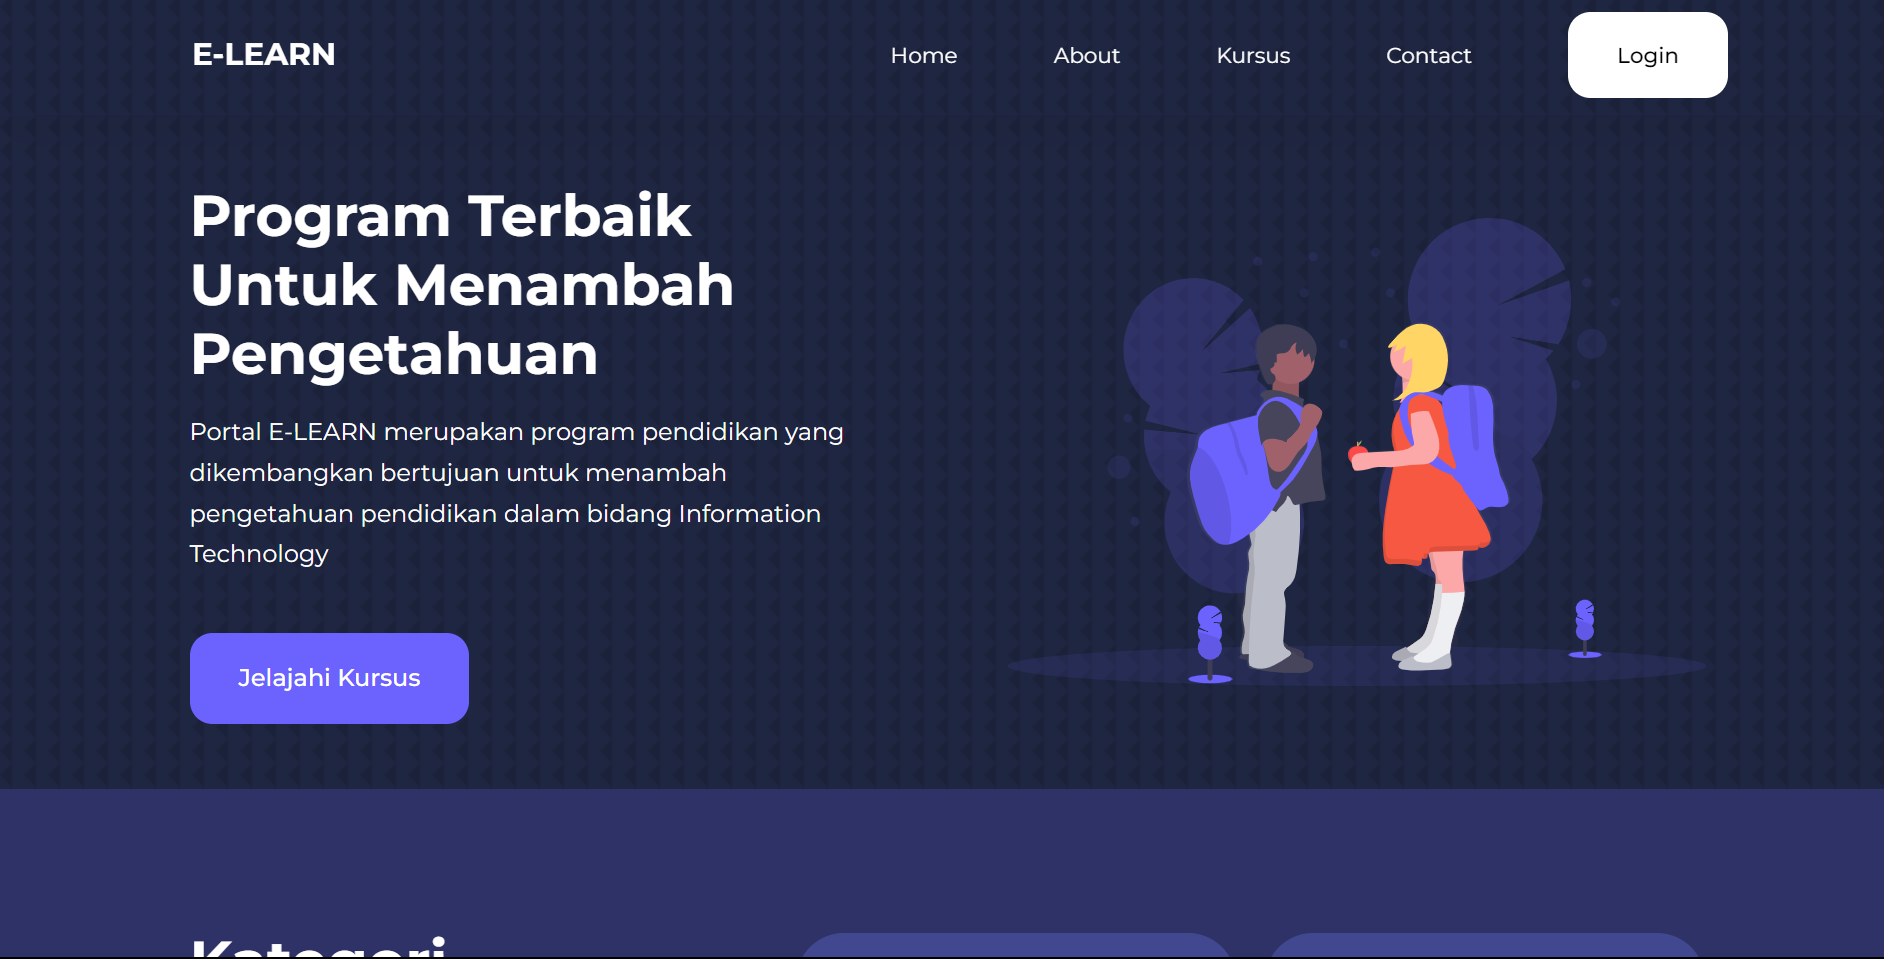 E-LEARN
Home
About
Kursus
Contact
Login
Program Terbaik
Untuk Menambah
Pengetahuan
Portal E-LEARN merupakan program pendidikan yang
dikembangkan bertujuan untuk menambah
pengetahuan pendidikan dalam bidang Information
Technology
Jelajahi Kursus
Kategori